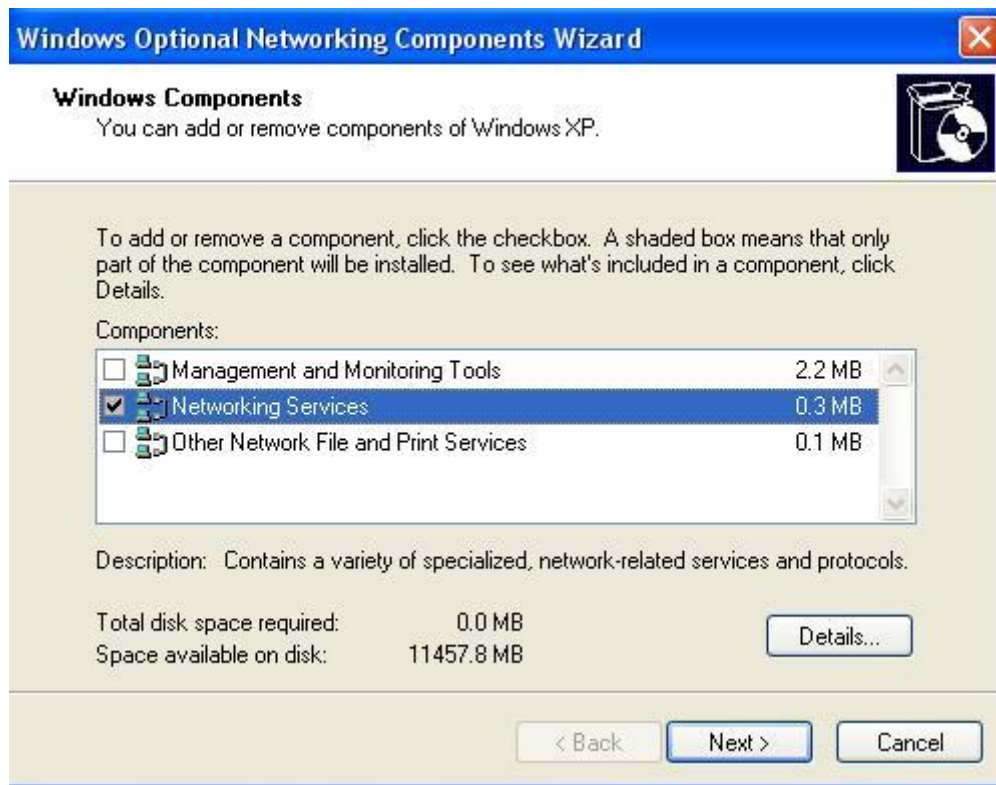 Windows Optional Networking Components Wizard
Windows Components
You can add or remove components of Windows XP.
To add or remove a component, click the checkbox. A shaded box means that only
part of the component will be installed. To see what's included in a component, click
Details.
Components:
Management and Monitoring Tools 2.2 MB
Networking Services 0.3 MB
Other Network File and Print Services 0.1 MB
Description: Contains a variety of specialized, network-related services and protocols.
Total disk space required: 0.0 MB
Space available on disk: 11457.8 MB
Details...
< Back Next > Cancel